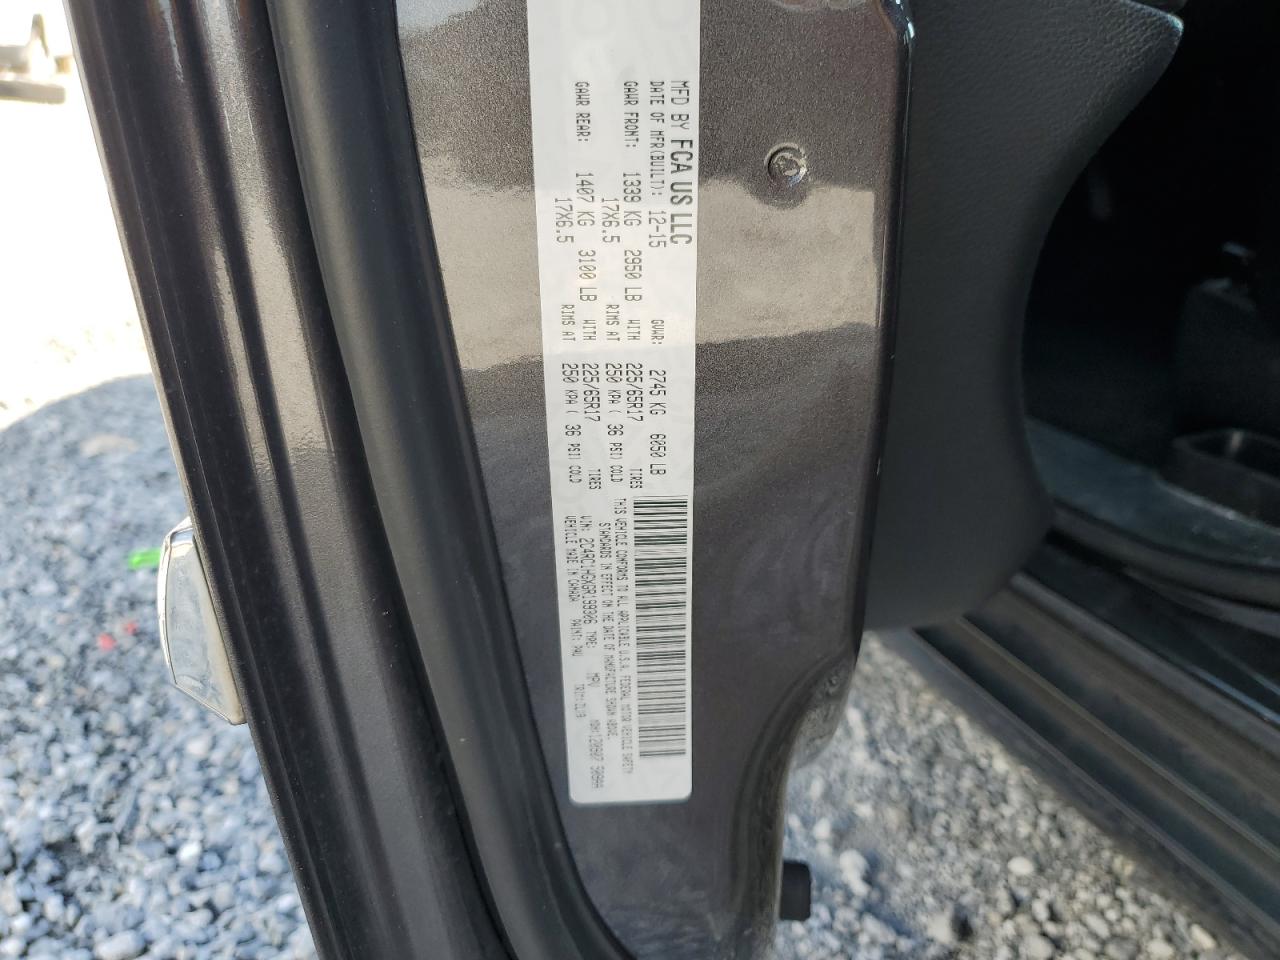 MFD BY FCA US LLC
DATE OF MFR(BUILT): 12-15 GVWR: 2745 KG 6050 LB
GAWR FRONT: 1339 KG 2950 LB WITH 225/65R17 TIRES
17X6.5 RIMS AT 250 KPA ( 36 PSI) COLD
GAWR REAR: 1407 KG 3100 LB WITH 225/65R17 TIRES
17X6.5 RIMS AT 250 KPA ( 36 PSI) COLD
THIS VEHICLE CONFORMS TO ALL APPLICABLE U.S.A. FEDERAL MOTOR VEHICLE SAFETY
STANDARDS IN EFFECT ON THE DATE OF MANUFACTURE SHOWN ABOVE.
VIN: 2C4RC1HGXGR199306 TYPE: MPV
VEHICLE MADE IN CANADA PAINT: PAU